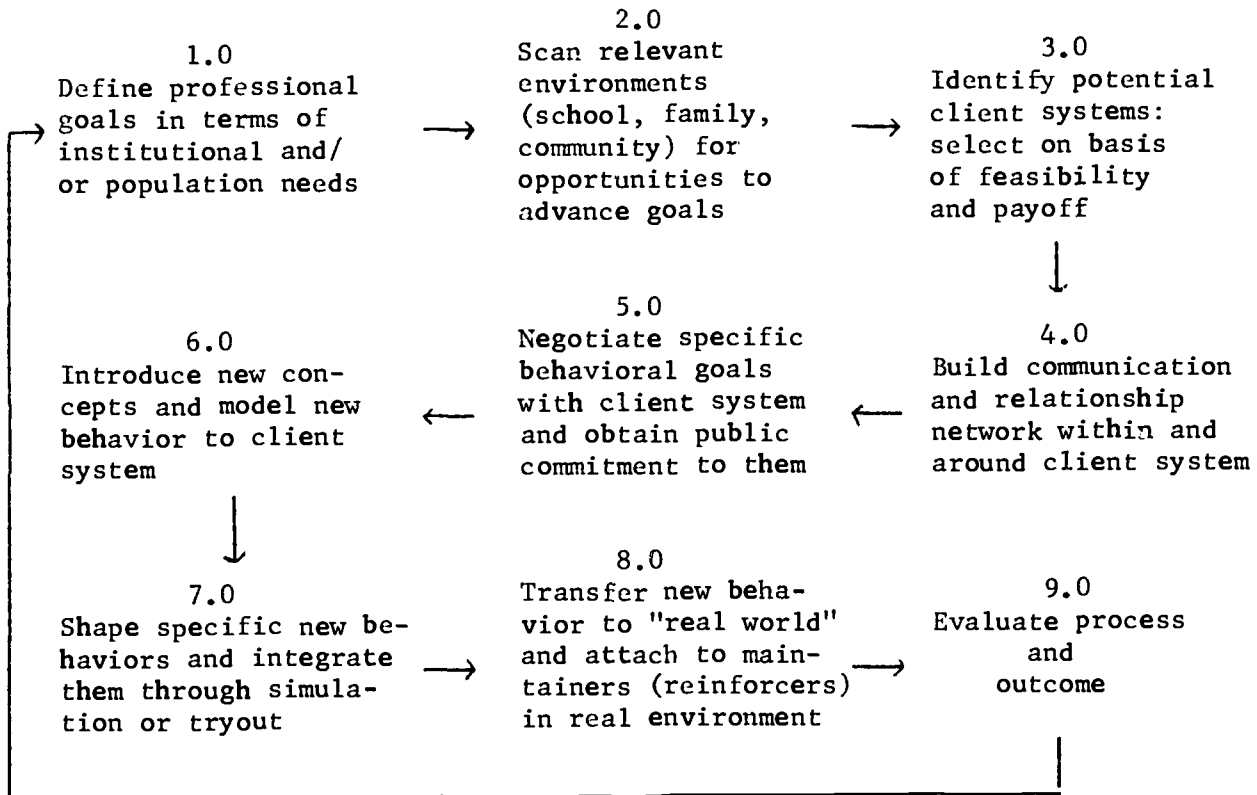 1.0
Define professional
goals in terms of
institutional and/
or population needs
2.0
Scan relevant
environments
(school, family,
community) for
opportunities to
advance goals
3.0
Identify potential
client systems:
select on basis
of feasibility
and payoff
4.0
Build communication
and relationship
network within and
around client system
5.0
Negotiate specific
behavioral goals
with client system
and obtain public
commitment to them
6.0
Introduce new con-
cepts and model new
behavior to client
system
7.0
Shape specific new be-
haviors and integrate
them through simula-
tion or tryout
8.0
Transfer new beha-
vior to "real world"
and attach to main-
tainers (reinforcers)
in real environment
9.0
Evaluate process
and
outcome